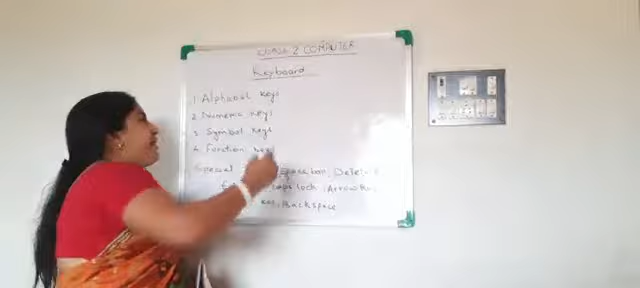 CLASS 2 COMPUTER
Keyboard
1. Alphabet keys
2. Numeric keys
3. Symbol keys
4. Function keys
Special Spacebar, Delete
caps lock, Arrow
Backspace